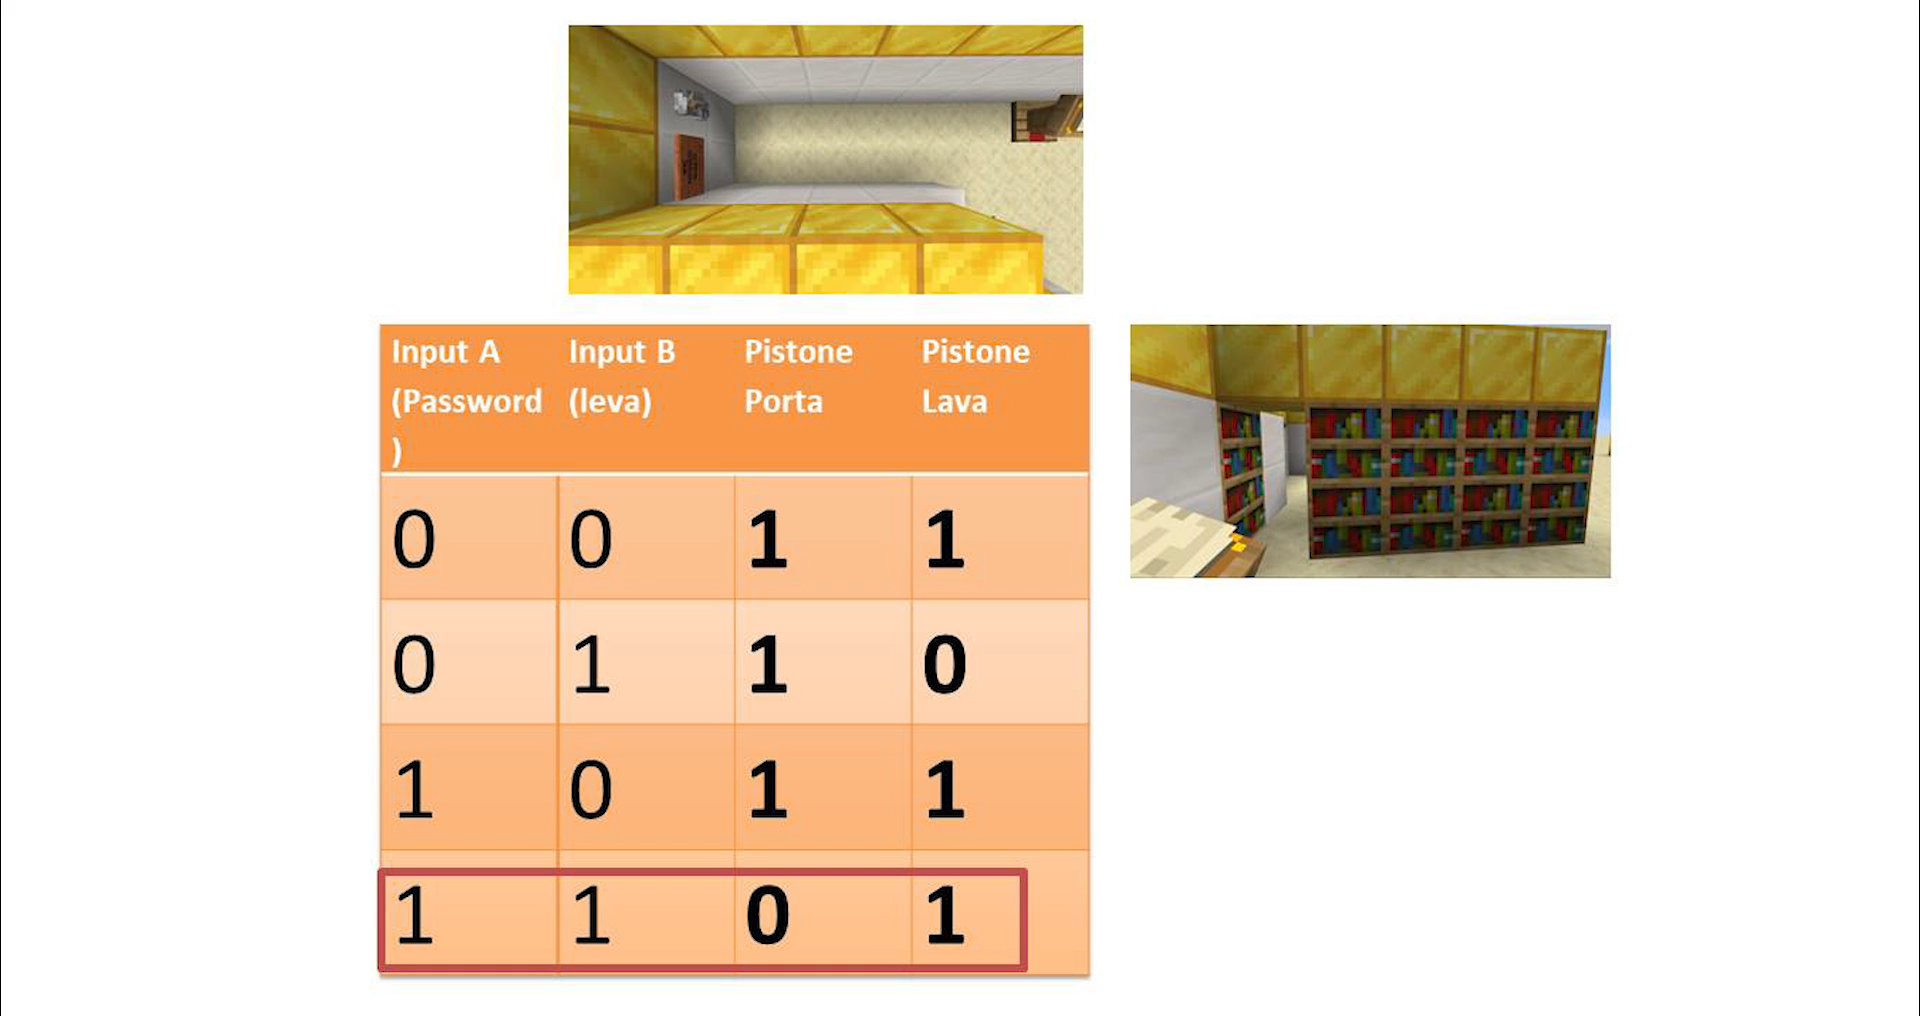 Input A (Password) Input B (leva) Pistone Porta Pistone Lava
0 0 1 1
0 1 1 0
1 0 1 1
1 1 0 1